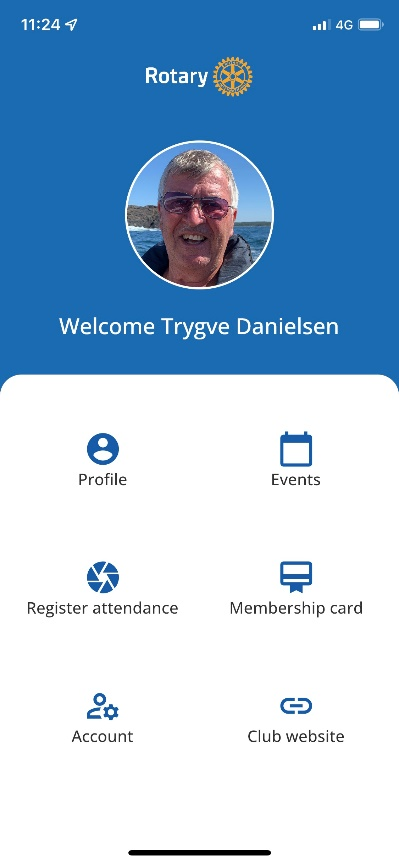 11:24
4G
Rotary
Welcome Trygve Danielsen
Profile
Events
Register attendance
Membership card
Account
Club website